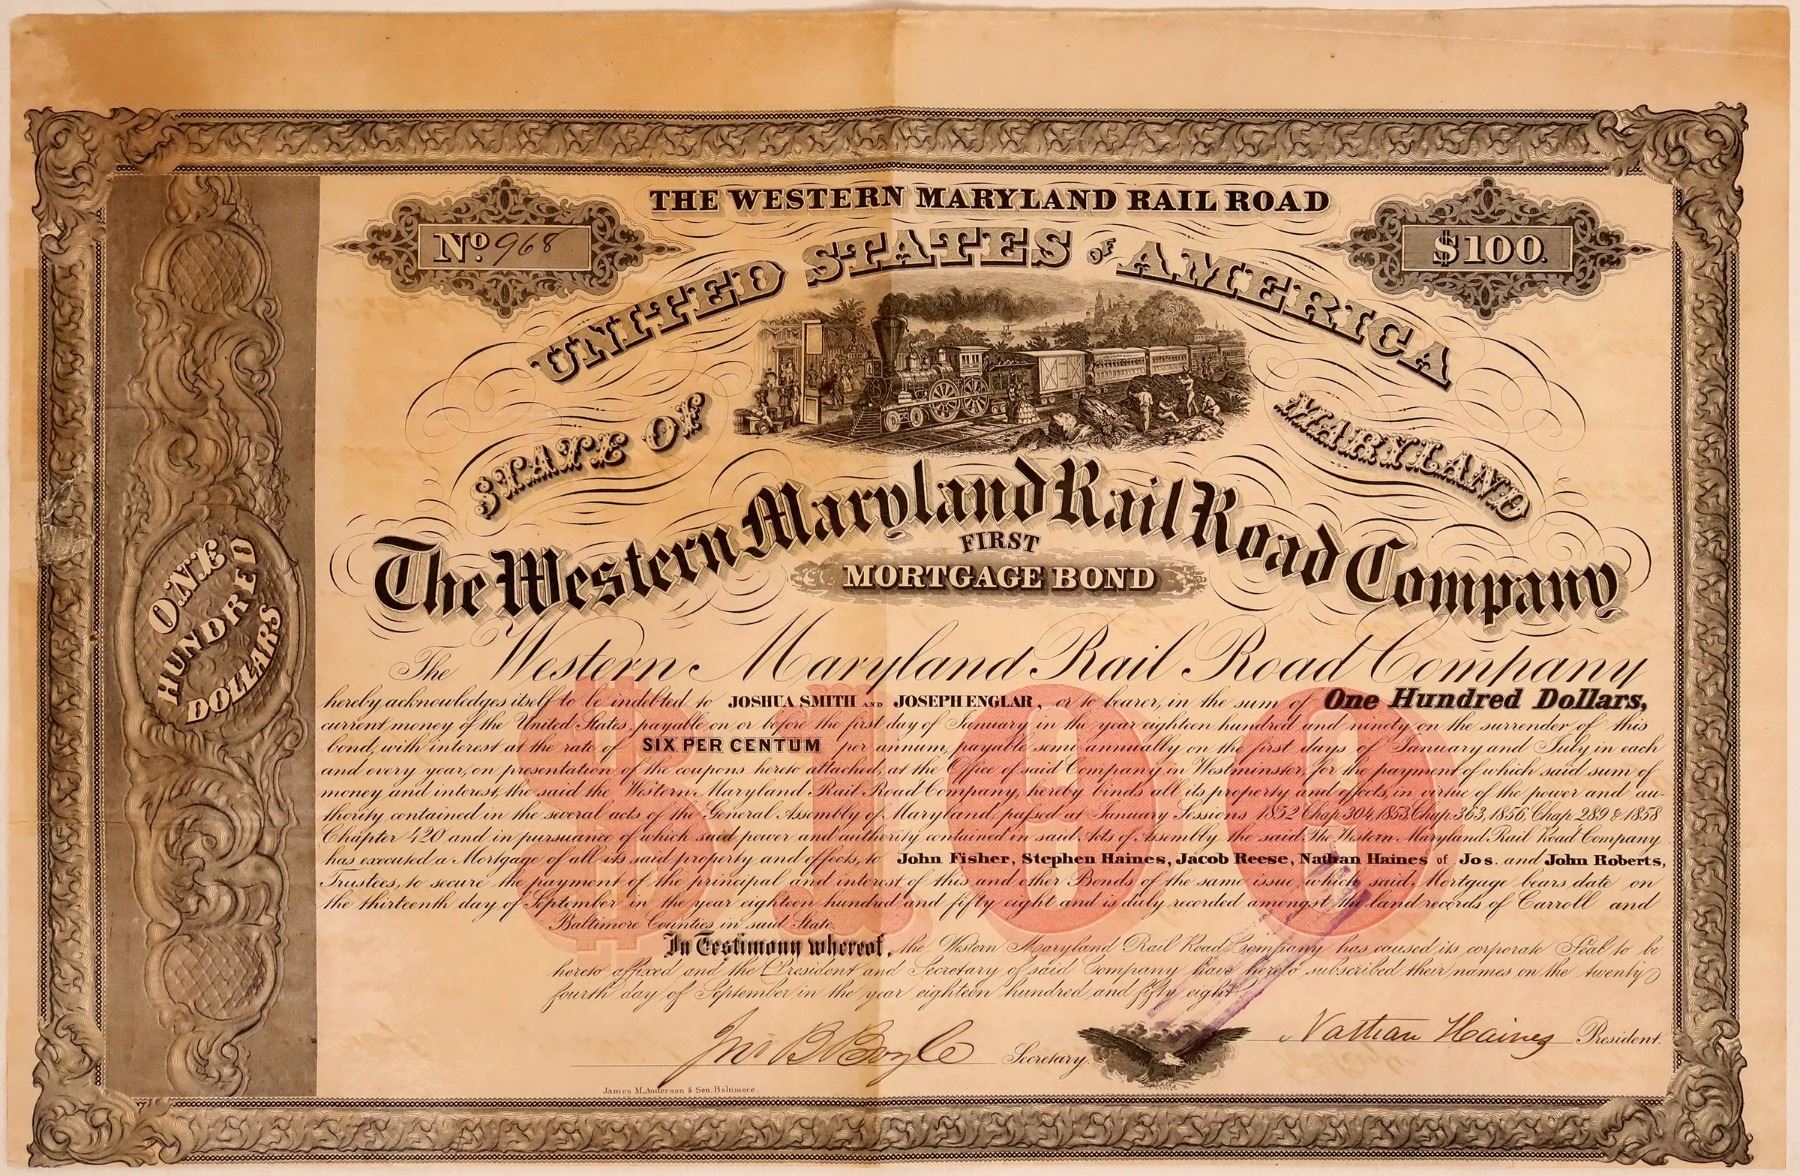 THE WESTERN MARYLAND RAIL ROAD
No. 968
$100.
UNITED STATES OF AMERICA
STATE OF MARYLAND
The Western Maryland Rail Road Company
FIRST
MORTGAGE BOND
ONE
HUNDRED
DOLLARS
The Western Maryland Rail Road Company
hereby acknowledges itself to be indebted to JOSHUA SMITH AND JOSEPH ENGLAR, or to bearer, in the sum of One Hundred Dollars,
current money of the United States, payable on or before the first day of January in the year eighteen hundred and ninety on the surrender of this
bond, with interest at the rate of SIX PER CENTUM per annum, payable semi annually on the first days of January and July in each
and every year, on presentation of the coupons hereto attached, at the Office of said Company in Westminster, for the payment of which said sum of
money and interest, the said the Western Maryland Rail Road Company, hereby binds all its property and effects, in virtue of the power and au-
thority contained in the several acts of the General Assembly of Maryland, passed at January Sessions 1852 Chap 304, 1853, Chap 363, 1856, Chap 289 & 1858
Chapter 420 and in pursuance of which said power and authority contained in said Acts of Assembly the said The Western Maryland Rail Road Company
has executed a Mortgage of all its said property and effects, to John Fisher, Stephen Haines, Jacob Reese, Nathan Haines of Jos. and John Roberts,
Trustees, to secure the payment of the principal and interest of this and other Bonds of the same issue, which said Mortgage bears date on
the thirteenth day of September in the year eighteen hundred and fifty eight and is duly recorded amongst the land records of Carroll and
Baltimore Counties in said State.
$100
In Testimony whereof, the Western Maryland Rail Road Company has caused its corporate Seal to be
hereto affixed and the President and Secretary of said Company have hereto subscribed their names on the twenty
fourth day of September in the year eighteen hundred and fifty eight
Jno B Boyle Secretary.
Nathan Haines President.
James M. Anderson & Son. Baltimore.